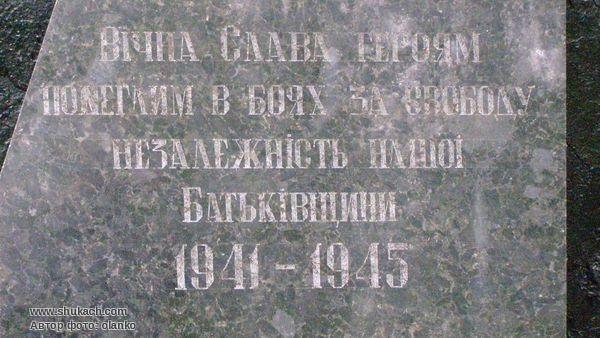 Вічна Слава героям
полеглим в боях за свободу
незалежність нашої
Батьківщини
1941 - 1945
www.shukach.com
Автор фото: olanko